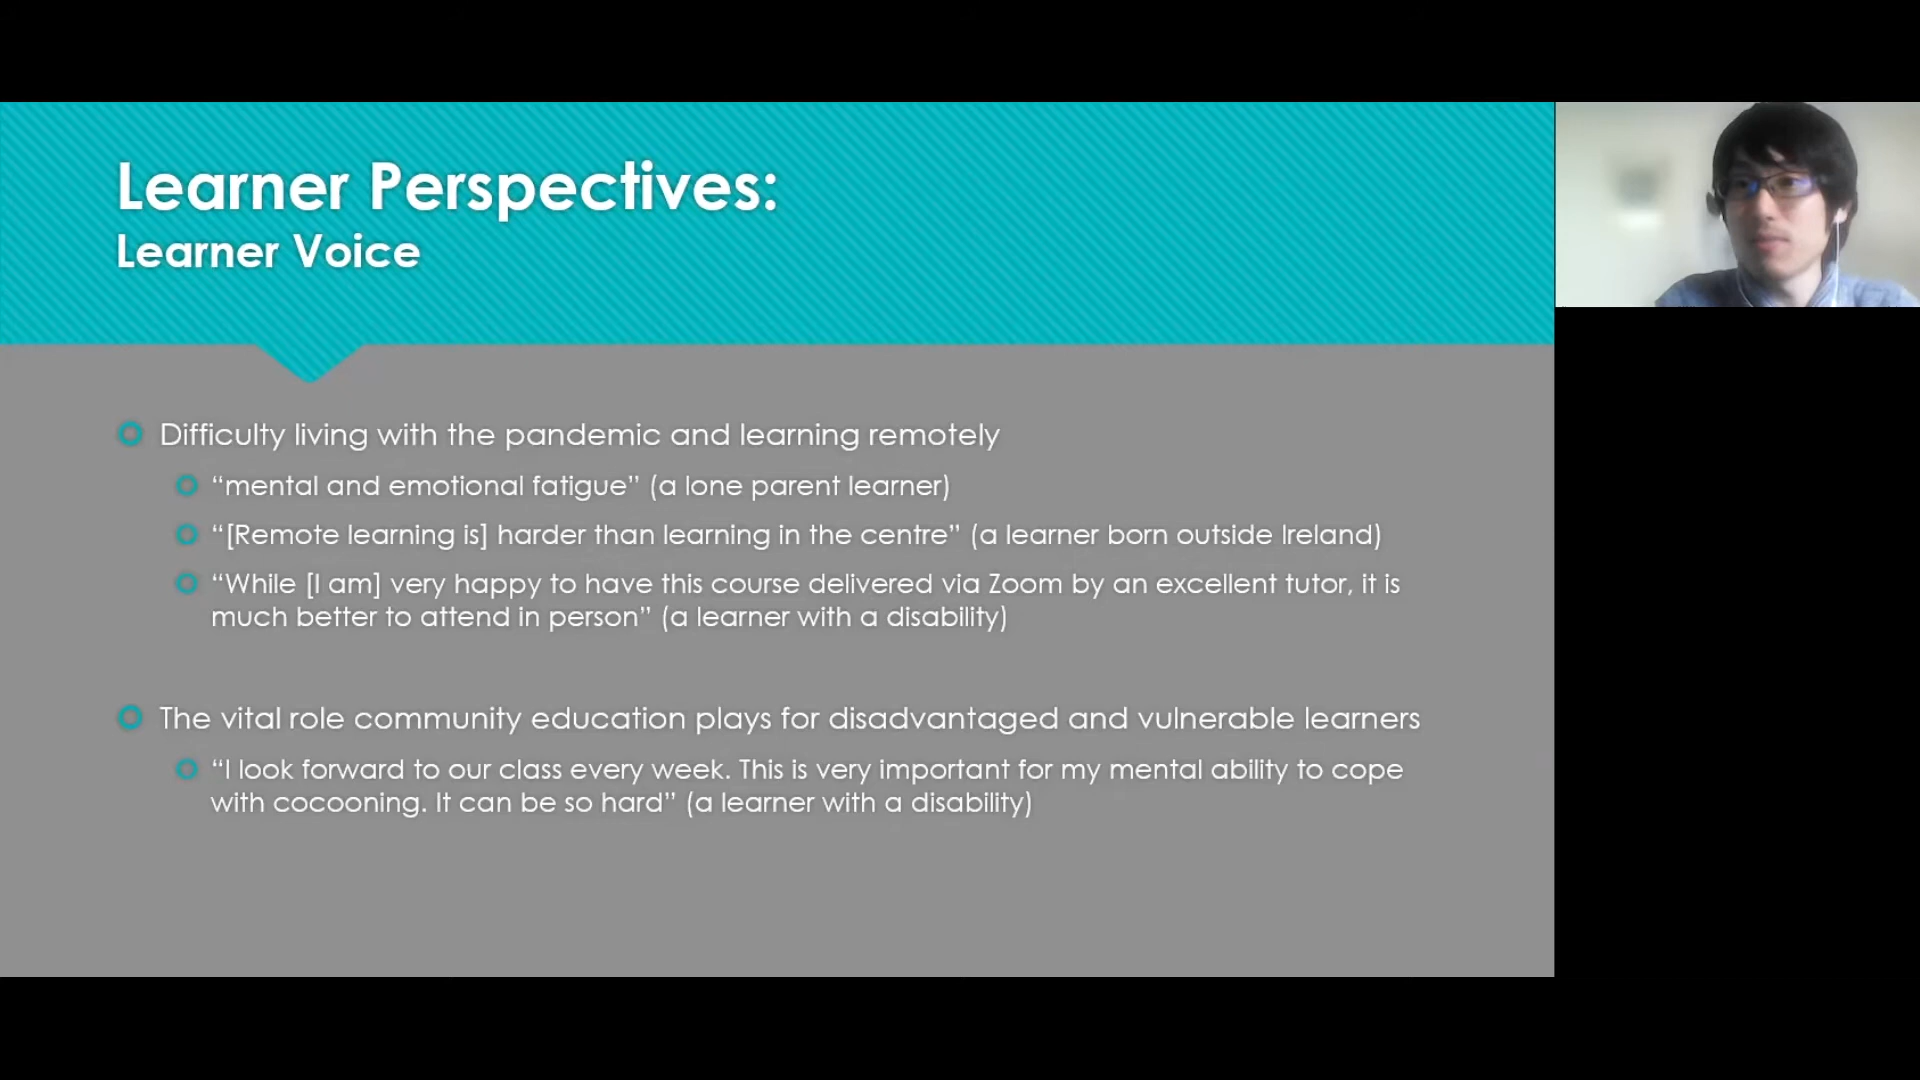 Learner Perspectives:
Learner Voice
Difficulty living with the pandemic and learning remotely
“mental and emotional fatigue” (a lone parent learner)
“[Remote learning is] harder than learning in the centre” (a learner born outside Ireland)
“While [I am] very happy to have this course delivered via Zoom by an excellent tutor, it is
much better to attend in person” (a learner with a disability)
The vital role community education plays for disadvantaged and vulnerable learners
“I look forward to our class every week. This is very important for my mental ability to cope
with cocooning. It can be so hard” (a learner with a disability)